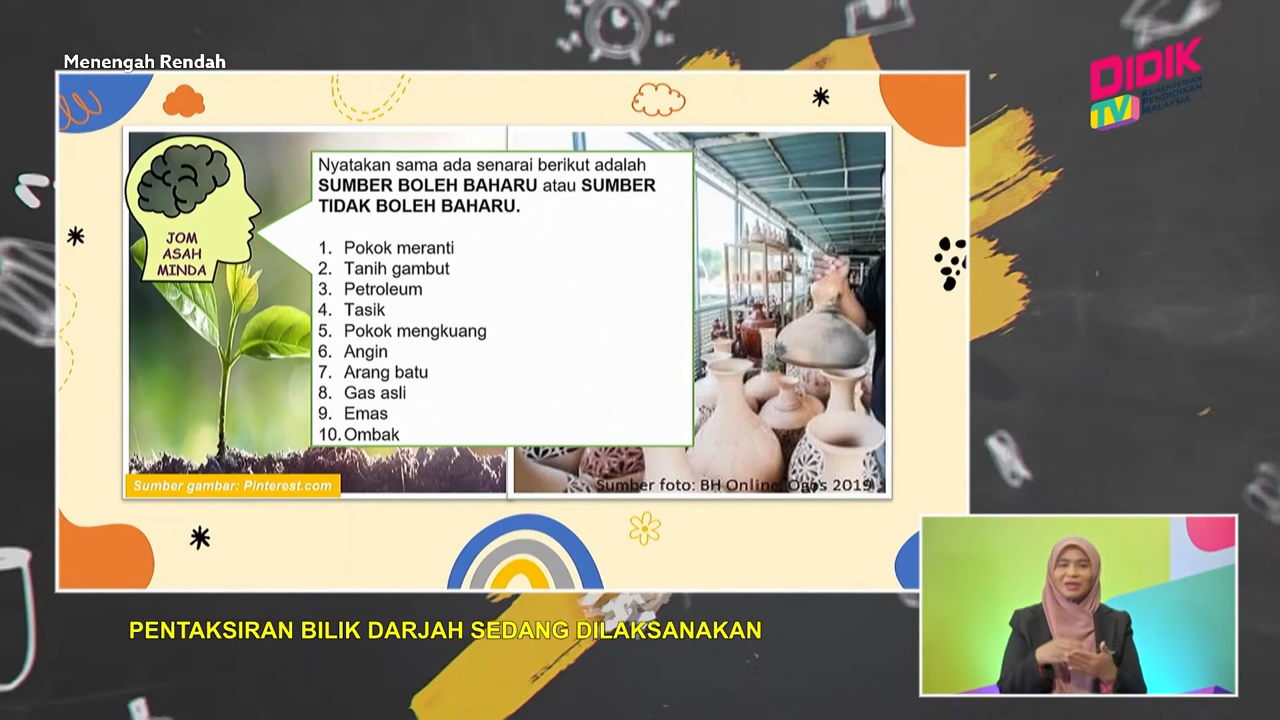 Menengah Rendah
DIDIK
TV
KEMENTERIAN
PENDIDIKAN
MALAYSIA
JOM
ASAH
MINDA
Nyatakan sama ada senarai berikut adalah
SUMBER BOLEH BAHARU atau SUMBER
TIDAK BOLEH BAHARU.
1. Pokok meranti
2. Tanih gambut
3. Petroleum
4. Tasik
5. Pokok mengkuang
6. Angin
7. Arang batu
8. Gas asli
9. Emas
10. Ombak
Sumber gambar: Pinterest.com
Sumber foto: BH Online, Ogos 2019
PENTAKSIRAN BILIK DARJAH SEDANG DILAKSANAKAN